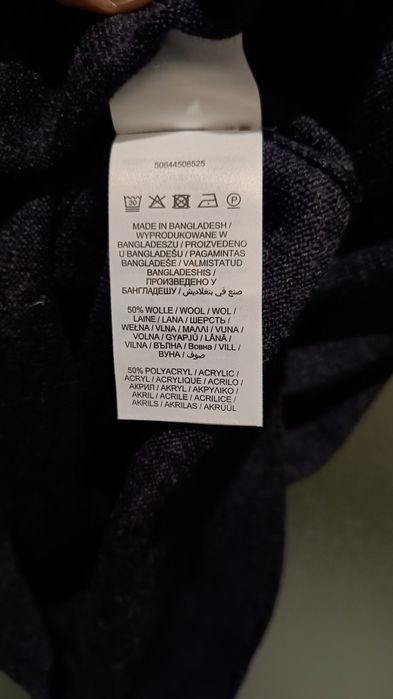 50644508525
30 P
MADE IN BANGLADESH /
WYPRODUKOWANE W
BANGLADESZU / PROIZVEDENO
U BANGLADEŠU / PAGAMINTAS
BANGLADEŠE / VALMISTATUD
BANGLADESHIS /
ПРОИЗВЕДЕНО У
БАНГЛАДЕШУ / صنع في بنغلاديش
50% WOLLE / WOOL / WOL /
LAINE / LANA / ШЕРСТЬ /
WEŁNA / VLNA / ΜΑΛΛΙ / VUNA /
VOLNA / GYAPJÚ / LÂNĂ /
VILNA / ВЪЛНА / Вовна / VILL /
ВУНА / صوف
50% POLYACRYL / ACRYLIC /
ACRYL / ACRYLIQUE / ACRILO /
АКРИЛ / AKRYL / ΑΚΡΥΛΙΚΟ /
AKRIL / ACRILE / ACRILICE /
AKRILS / AKRILAS / AKRÜÜL